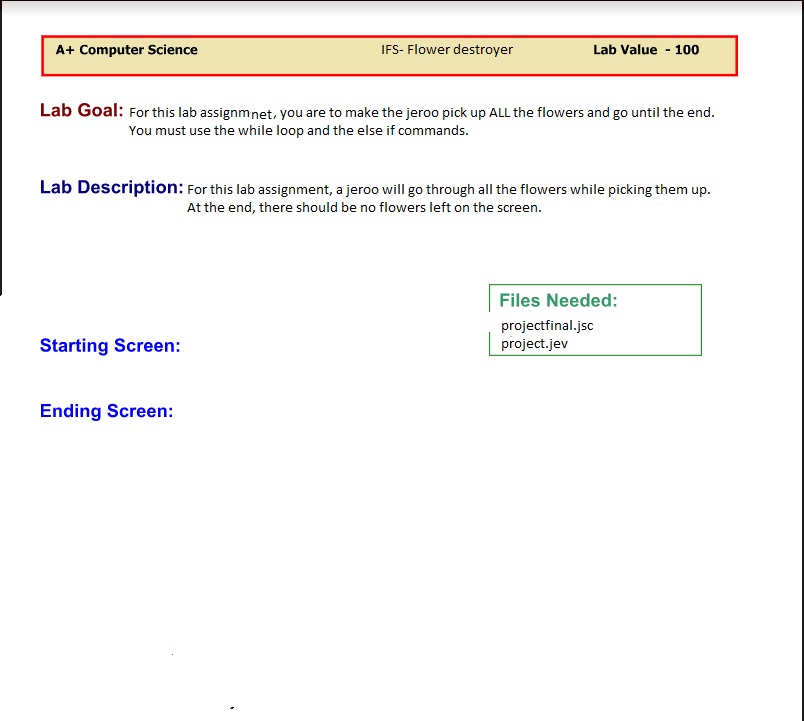 A+ Computer Science IFS- Flower destroyer Lab Value - 100
Lab Goal: For this lab assignmnet, you are to make the jeroo pick up ALL the flowers and go until the end.
You must use the while loop and the else if commands.
Lab Description: For this lab assignment, a jeroo will go through all the flowers while picking them up.
At the end, there should be no flowers left on the screen.
Files Needed:
projectfinal.jsc
project.jev
Starting Screen:
Ending Screen: